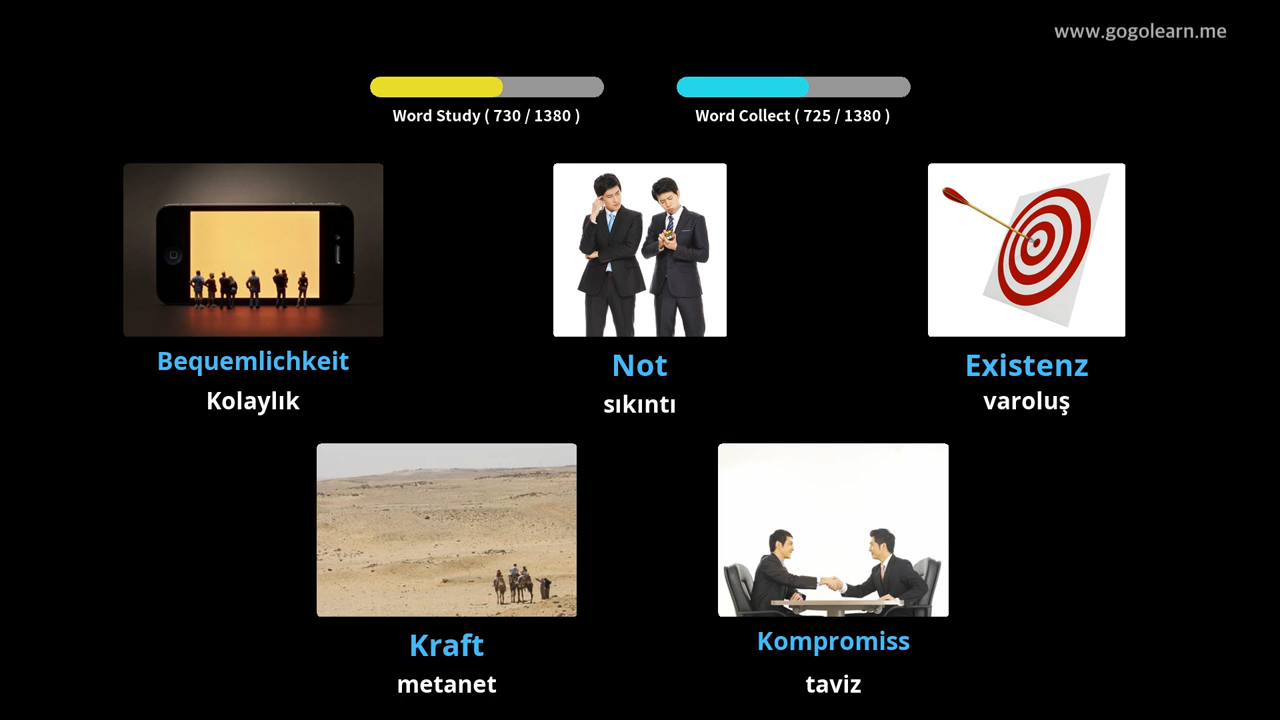 www.gogolearn.me
Word Study ( 730 / 1380 )
Word Collect ( 725 / 1380 )
Bequemlichkeit
Kolaylık
Not
sıkıntı
Existenz
varoluş
Kraft
metanet
Kompromiss
taviz